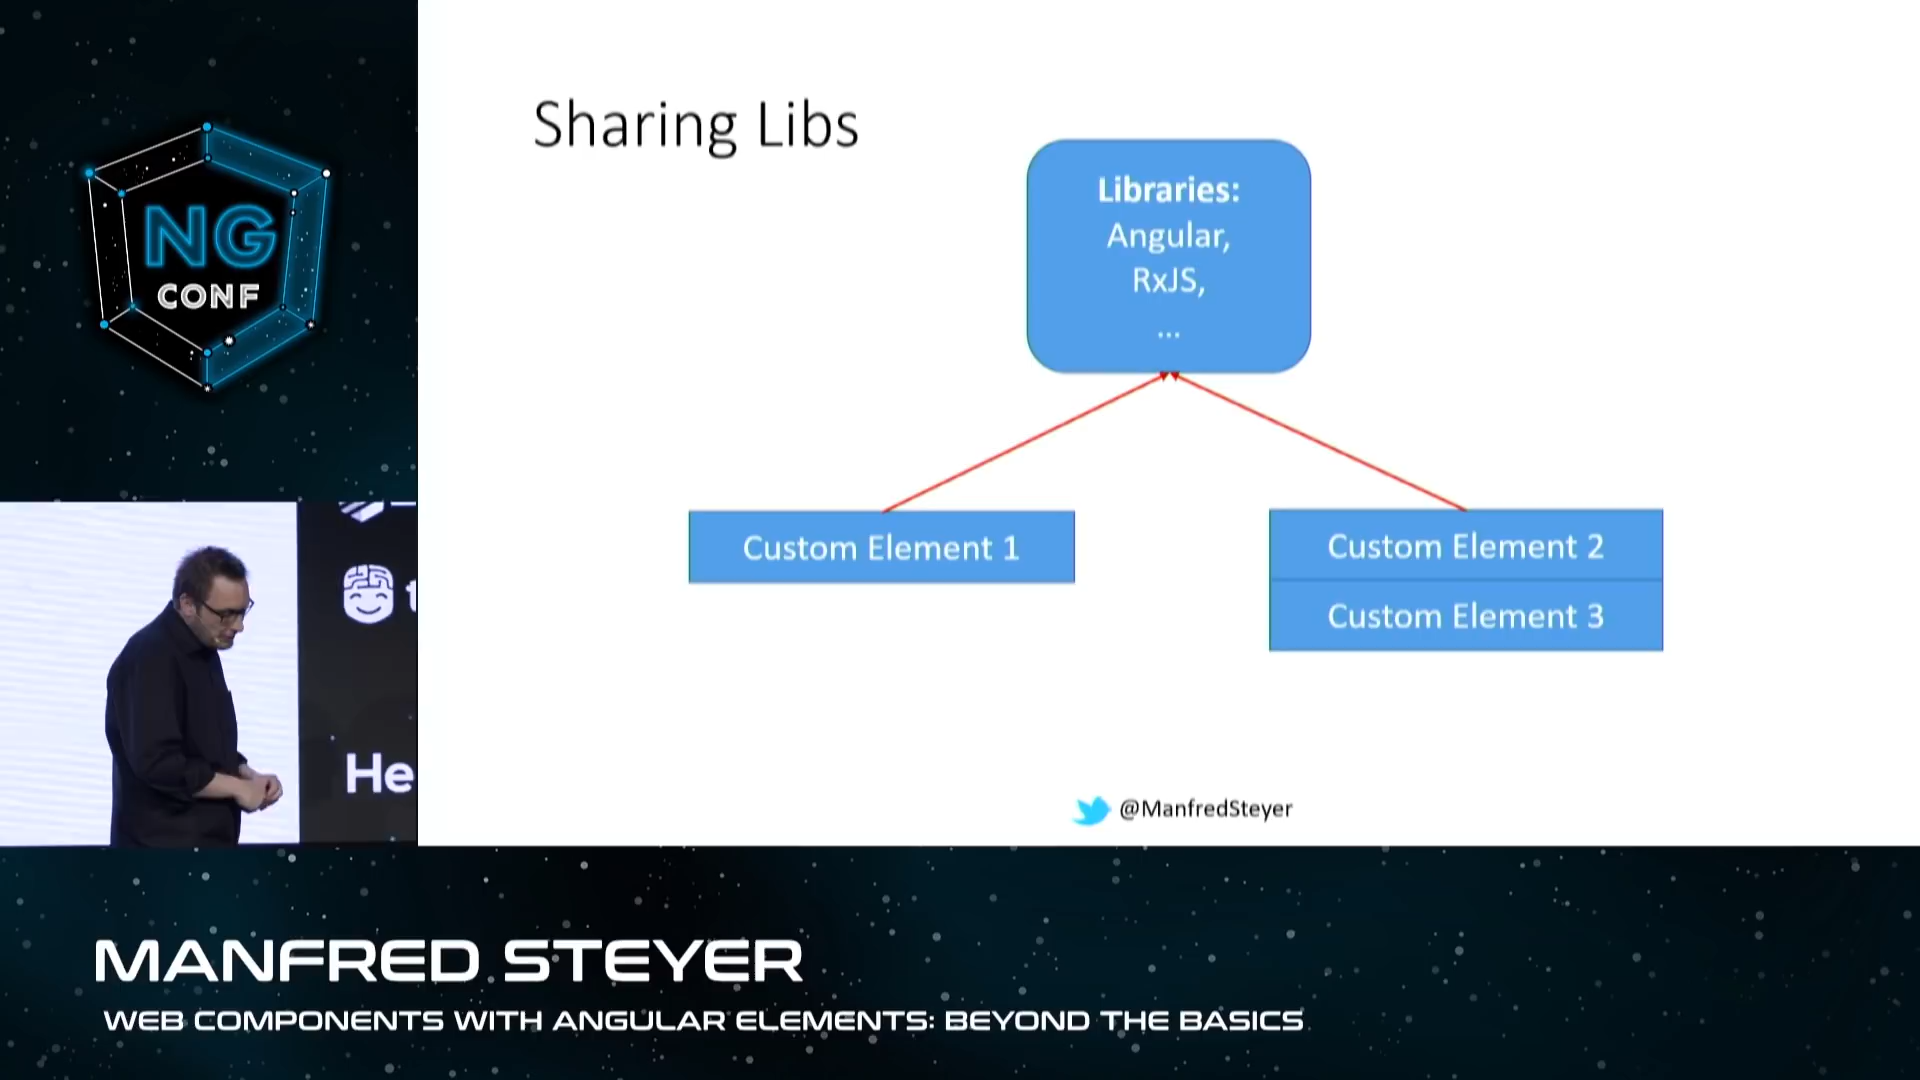 NG
CONF
Sharing Libs
Libraries:
Angular,
RxJS,
...
Custom Element 1
Custom Element 2
Custom Element 3
@ManfredSteyer
He
MANFRED STEYER
WEB COMPONENTS WITH ANGULAR ELEMENTS: BEYOND THE BASICS